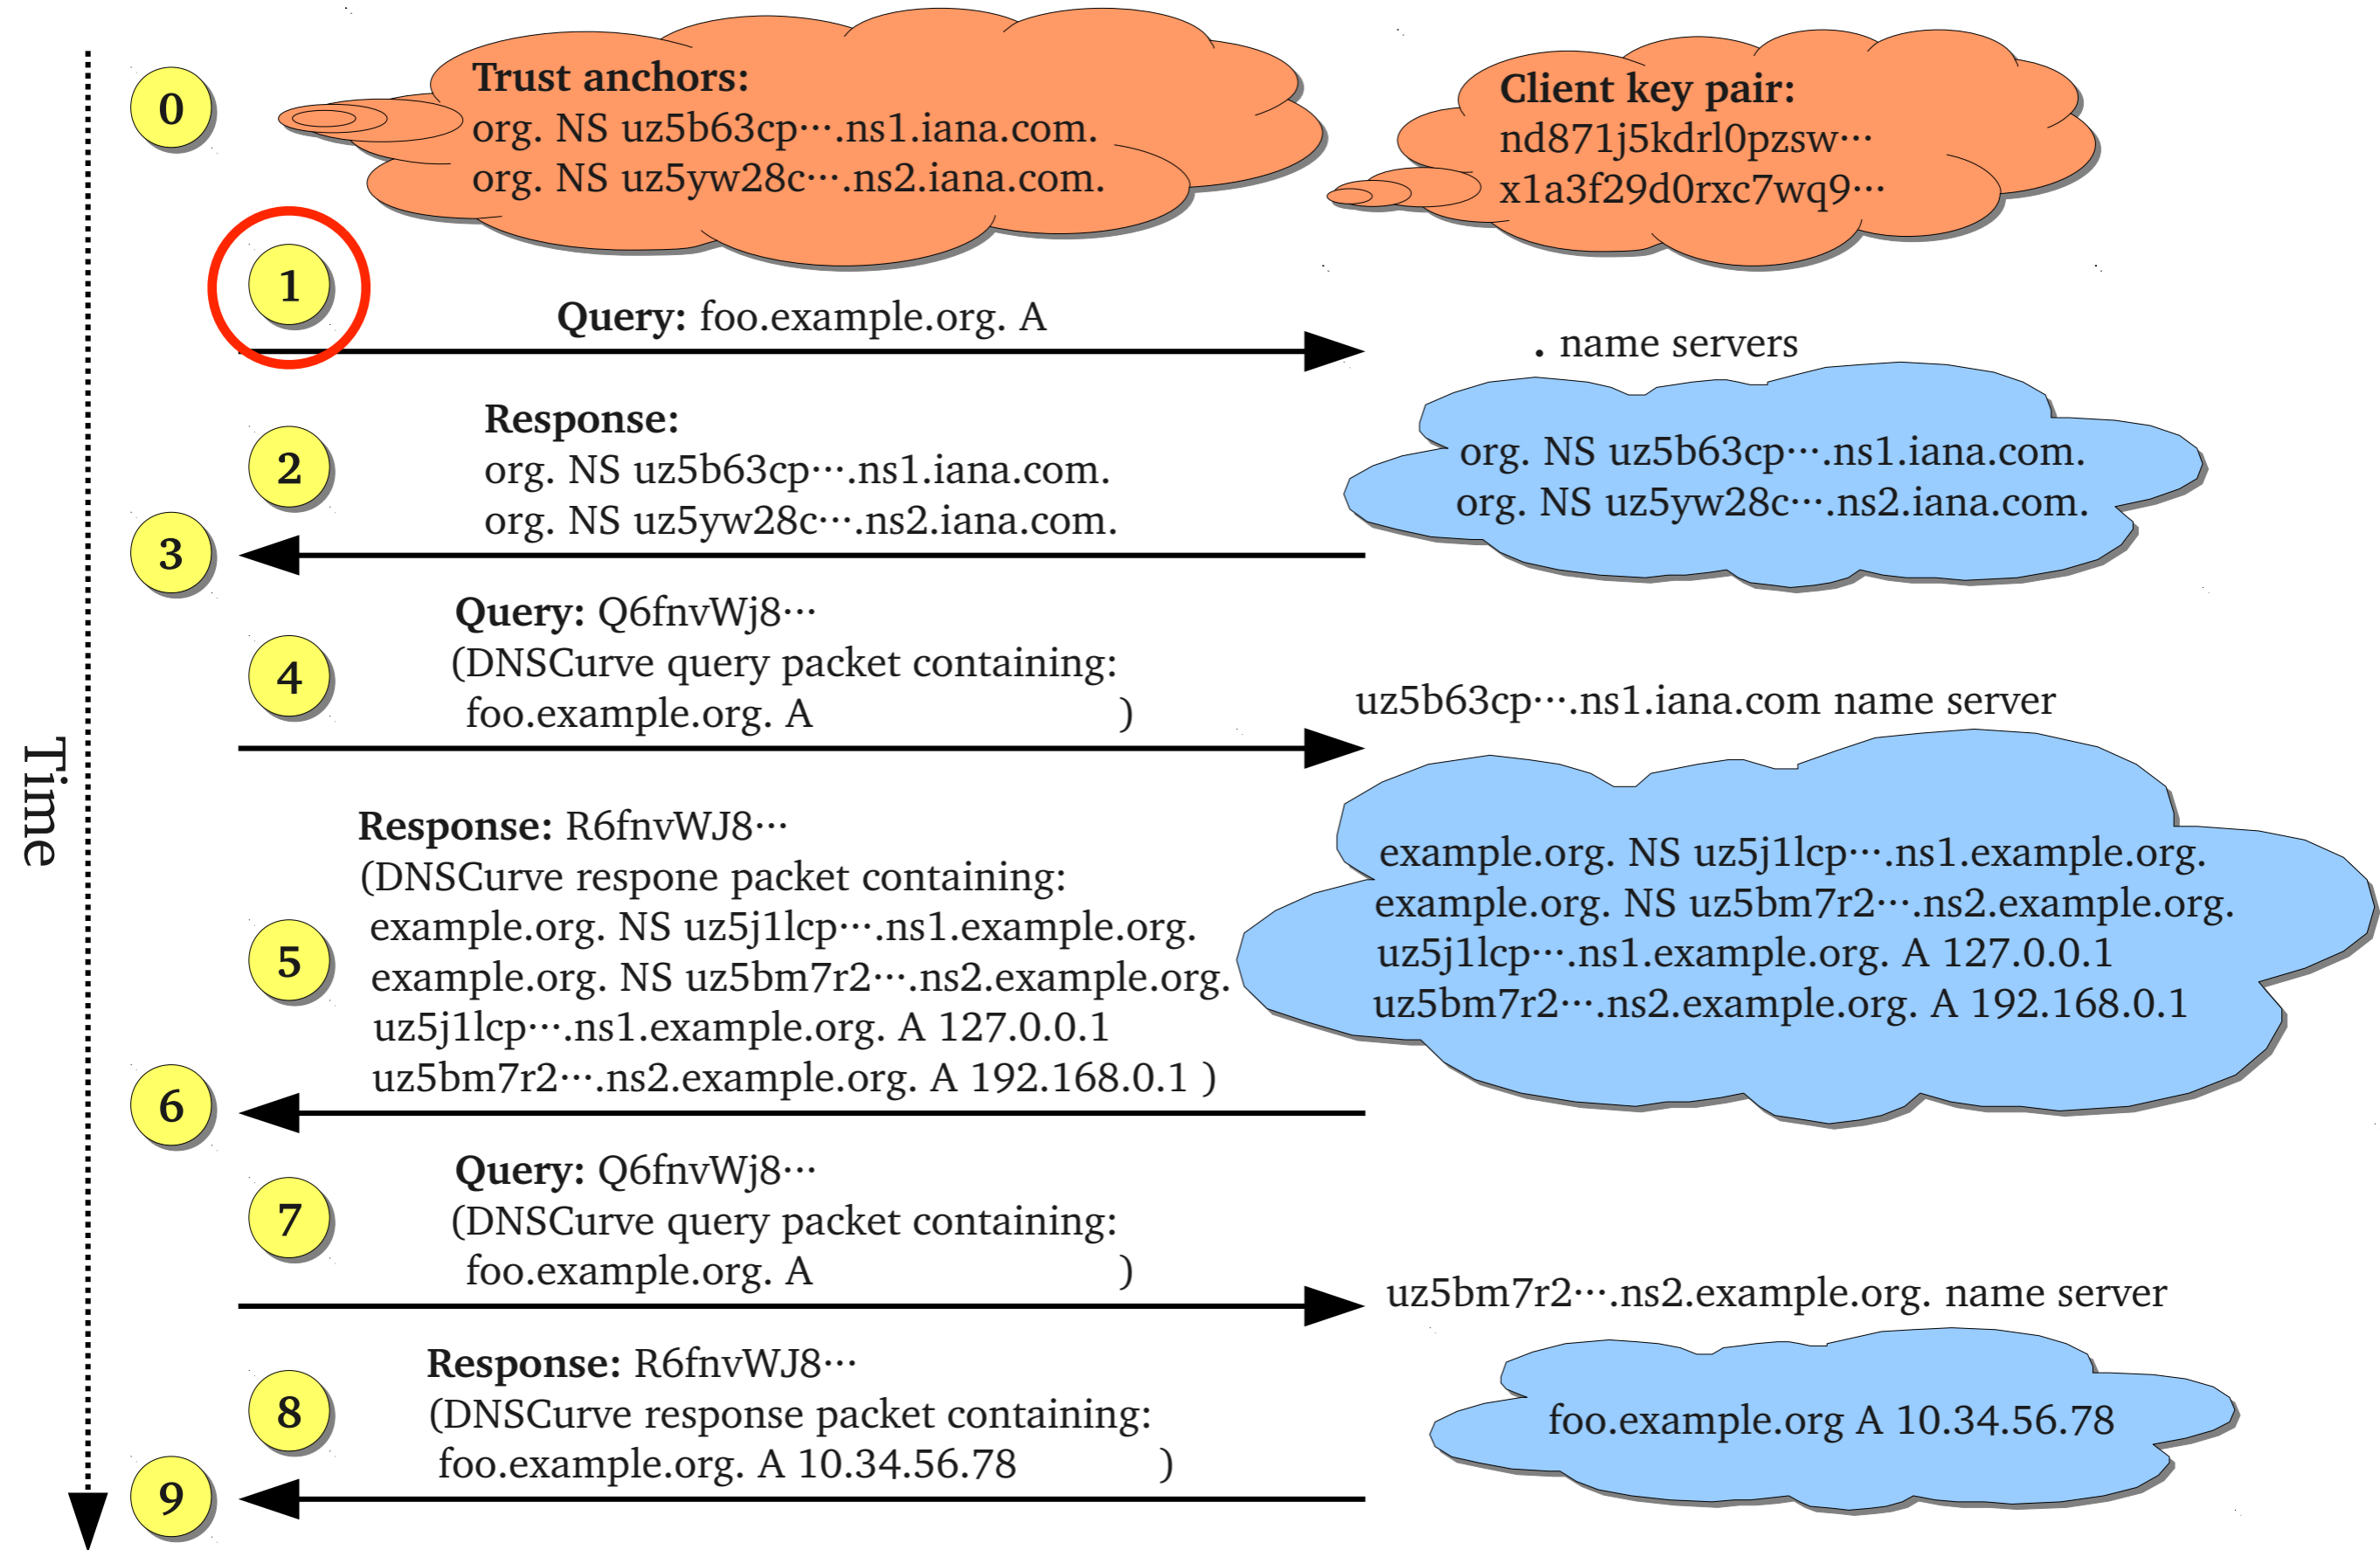 0
Trust anchors:
org. NS uz5b63cp···.ns1.iana.com.
org. NS uz5yw28c···.ns2.iana.com.
Client key pair:
nd871j5kdrl0pzsw···
x1a3f29d0rxc7wq9···
1
Query: foo.example.org. A
. name servers
2
Response:
org. NS uz5b63cp···.ns1.iana.com.
org. NS uz5yw28c···.ns2.iana.com.
org. NS uz5b63cp···.ns1.iana.com.
org. NS uz5yw28c···.ns2.iana.com.
3
4
Query: Q6fnvWj8···
(DNSCurve query packet containing:
foo.example.org. A )
uz5b63cp···.ns1.iana.com name server
Time
5
Response: R6fnvWJ8···
(DNSCurve respone packet containing:
example.org. NS uz5j1lcp···.ns1.example.org.
example.org. NS uz5bm7r2···.ns2.example.org.
uz5j1lcp···.ns1.example.org. A 127.0.0.1
uz5bm7r2···.ns2.example.org. A 192.168.0.1 )
example.org. NS uz5j1lcp···.ns1.example.org.
example.org. NS uz5bm7r2···.ns2.example.org.
uz5j1lcp···.ns1.example.org. A 127.0.0.1
uz5bm7r2···.ns2.example.org. A 192.168.0.1
6
7
Query: Q6fnvWj8···
(DNSCurve query packet containing:
foo.example.org. A )
uz5bm7r2···.ns2.example.org. name server
8
Response: R6fnvWJ8···
(DNSCurve response packet containing:
foo.example.org. A 10.34.56.78 )
foo.example.org A 10.34.56.78
9